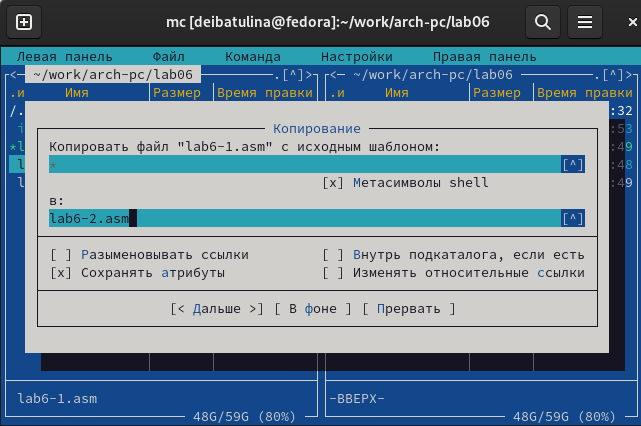 mc [deibatulina@fedora]:~/work/arch-pc/lab06
Левая панель Файл Команда Настройки Правая панель
<— ~/work/arch-pc/lab06 .[^]> <— ~/work/arch-pc/lab06 .[^]>
.и Имя Размер Время правки .и Имя Размер Время правки
/. :32
Копирование
:53
Копировать файл "lab6-1.asm" с исходным шаблоном:
*l :49
* [^]
l :48
[x] Метасимволы shell
l :49
в:
lab6-2.asm [^]
[ ] Разыменовывать ссылки [ ] Внутрь подкаталога, если есть
[x] Сохранять атрибуты [ ] Изменять относительные ссылки
[< Дальше >] [ В фоне ] [ Прервать ]
lab6-1.asm -ВВЕРХ-
48G/59G (80%) 48G/59G (80%)